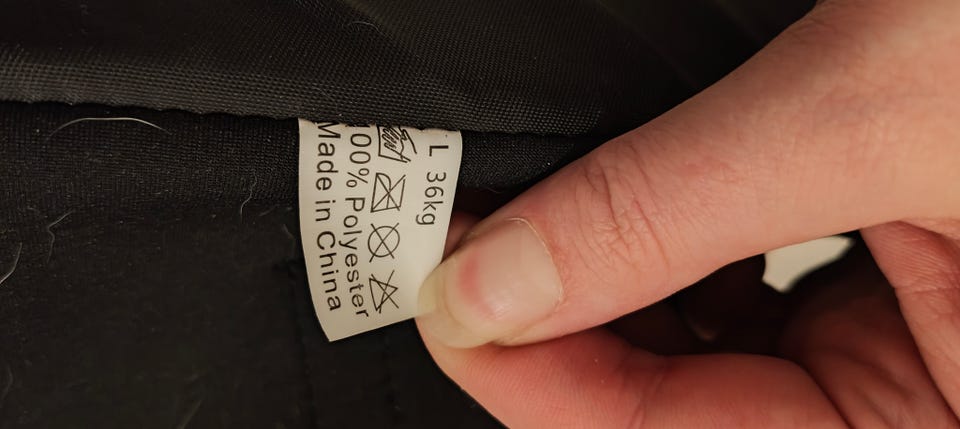 L 36kg
100% Polyester
Made in China